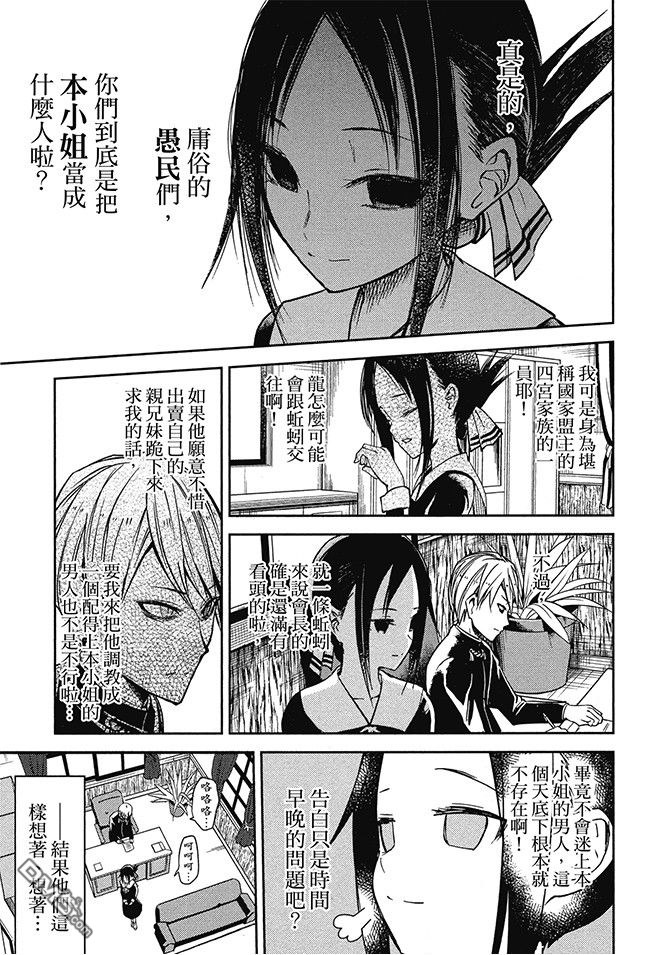 真是的，
庸俗的
愚民們，
你們到底是把
本小姐當成
什麼人啦？
我可是身為堪
稱國家盟主的
四宮家族的一
員耶！
龍怎麼可能
會跟蚯蚓交
往啊！
不過，
就一條蚯蚓
來說會長的
確是還滿有
看頭的啦，
如果他願意不惜
出賣自己的
親兄妹跪下來
求我的話，
要我來把他調教成
一個配得上本小姐的
男人也不是不行啦…
畢竟不會迷上本
小姐的男人，這
個天底下根本就
不存在啊！
告白只是時間
早晚的問題吧？
咯咯
咯…
呵呵
呵…
──結果他們這
樣想著、想著…